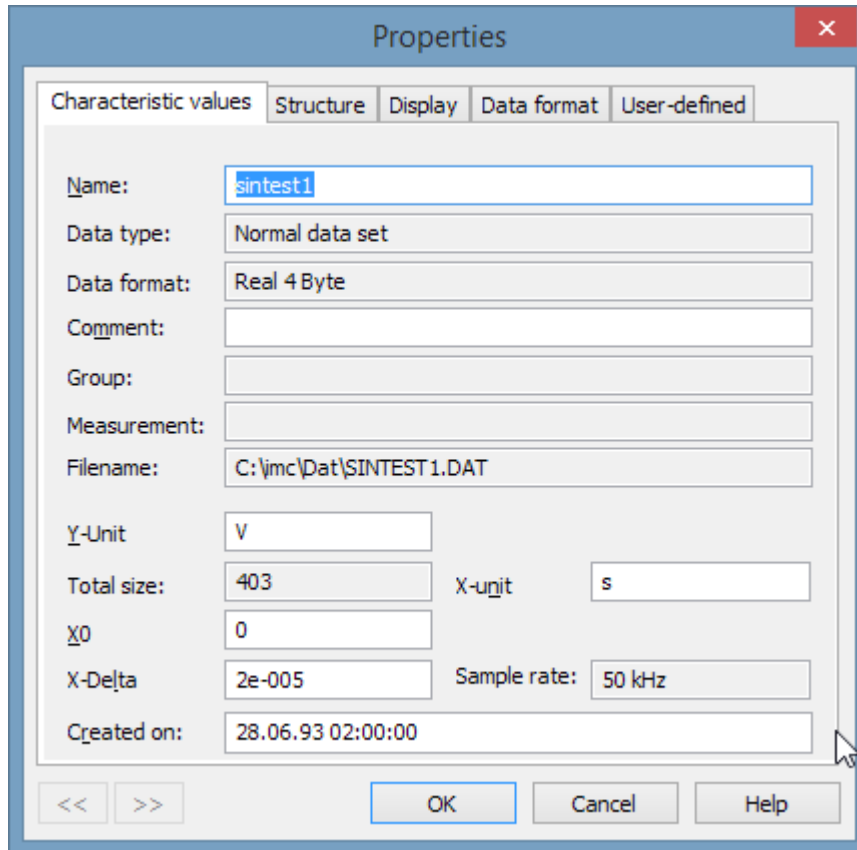 Properties
Characteristic values Structure Display Data format User-defined
Name: sintest1
Data type: Normal data set
Data format: Real 4 Byte
Comment:
Group:
Measurement:
Filename: C:\imc\Dat\SINTEST1.DAT
Y-Unit V
Total size: 403 X-unit s
X0 0
X-Delta 2e-005 Sample rate: 50 kHz
Created on: 28.06.93 02:00:00
<< >> OK Cancel Help